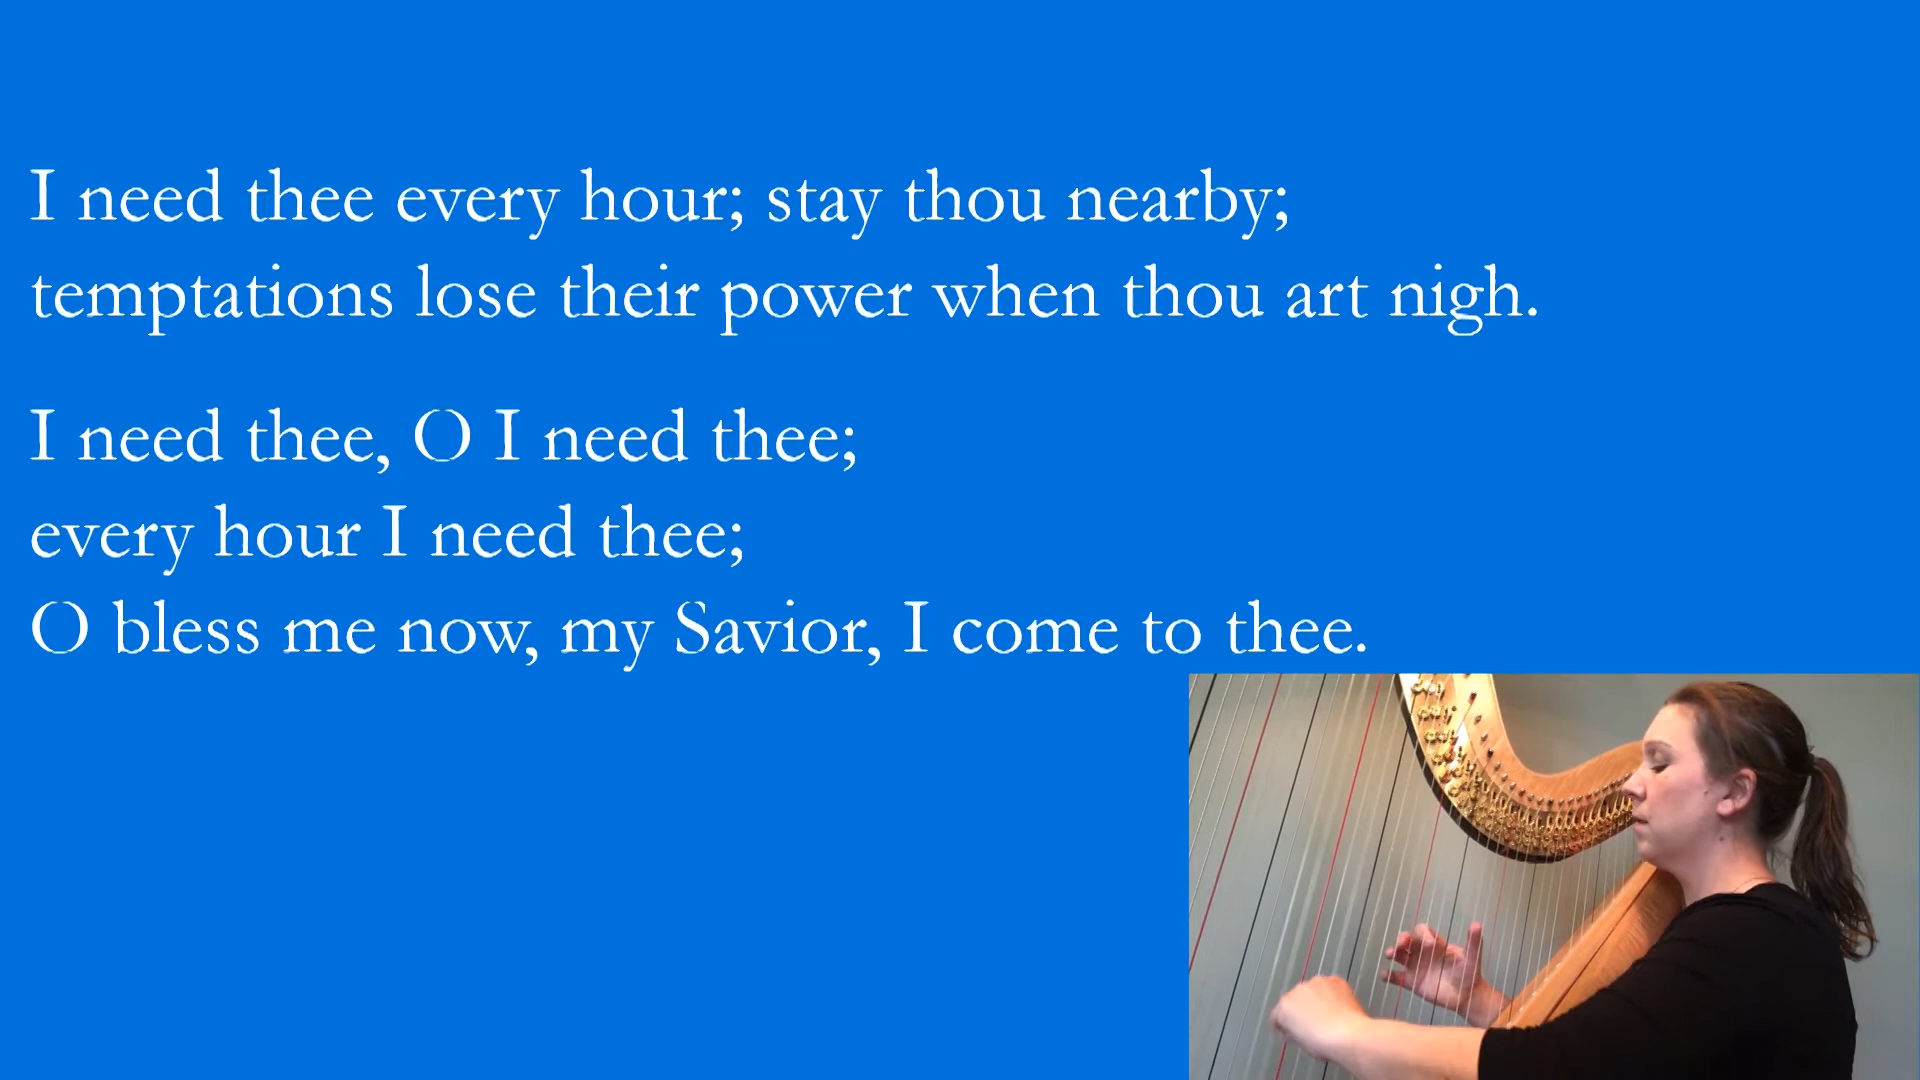 I need thee every hour; stay thou nearby;
temptations lose their power when thou art nigh.
I need thee, O I need thee;
every hour I need thee;
O bless me now, my Savior, I come to thee.